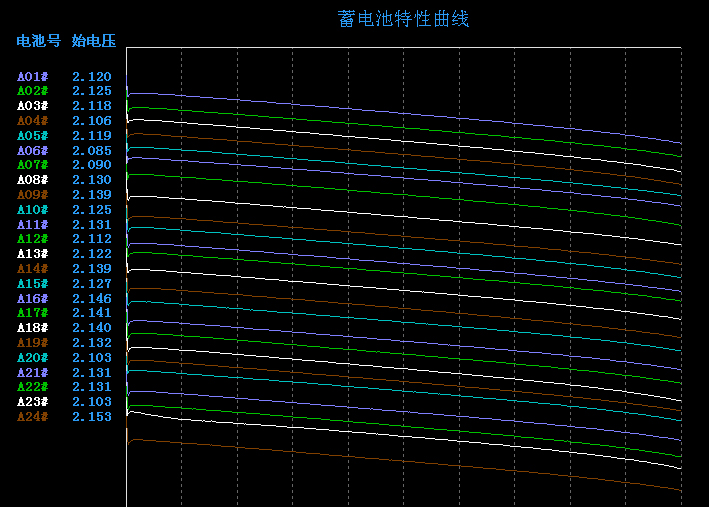 蓄电池特性曲线
电池号 始电压
A01# 2.120
A02# 2.125
A03# 2.118
A04# 2.106
A05# 2.119
A06# 2.085
A07# 2.090
A08# 2.130
A09# 2.139
A10# 2.125
A11# 2.131
A12# 2.112
A13# 2.122
A14# 2.139
A15# 2.127
A16# 2.146
A17# 2.141
A18# 2.140
A19# 2.132
A20# 2.103
A21# 2.131
A22# 2.131
A23# 2.103
A24# 2.153